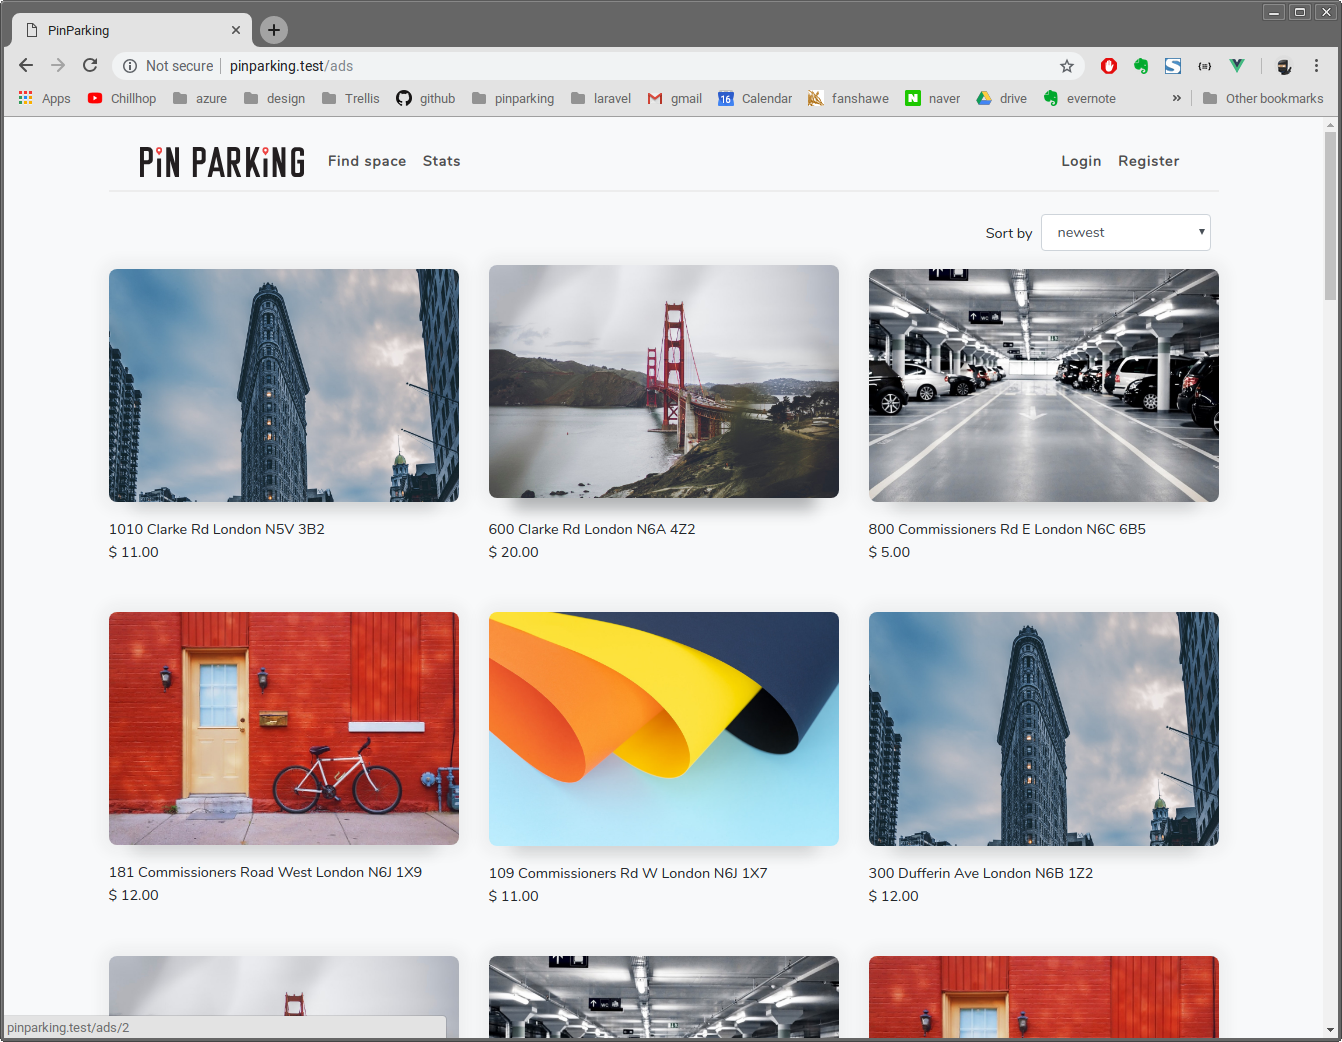 PinParking
Not secure | pinparking.test/ads
Apps Chillhop azure design Trellis github pinparking laravel gmail 16 Calendar fanshawe N naver drive evernote » Other bookmarks
PiN PARKiNG Find space Stats Login Register
Sort by newest
1010 Clarke Rd London N5V 3B2
$ 11.00
600 Clarke Rd London N6A 4Z2
$ 20.00
WC
800 Commissioners Rd E London N6C 6B5
$ 5.00
181 Commissioners Road West London N6J 1X9
$ 12.00
109 Commissioners Rd W London N6J 1X7
$ 11.00
300 Dufferin Ave London N6B 1Z2
$ 12.00
WC
pinparking.test/ads/2